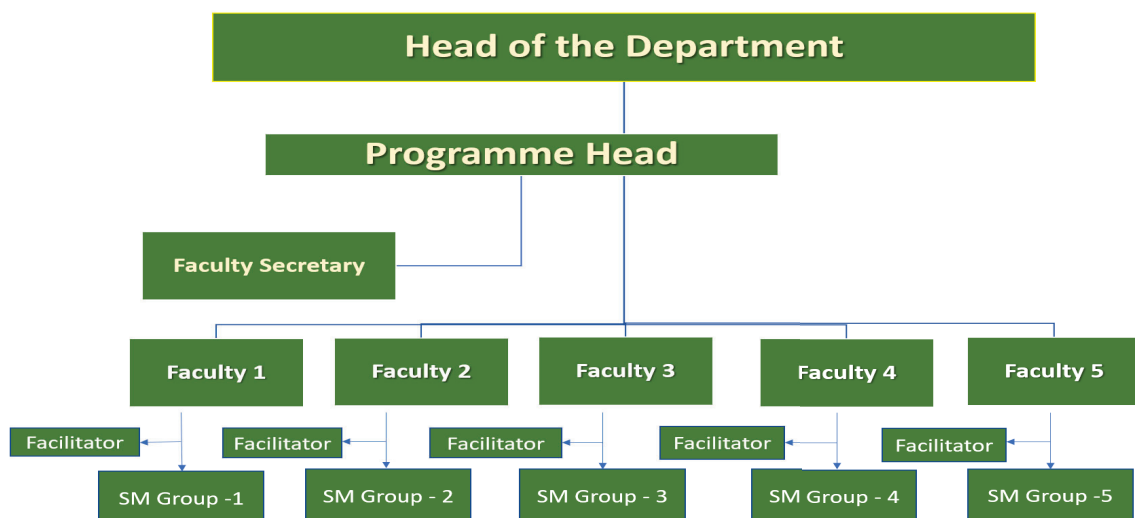 Head of the Department
Programme Head
Faculty Secretary
Faculty 1
Faculty 2
Faculty 3
Faculty 4
Faculty 5
Facilitator
Facilitator
Facilitator
Facilitator
Facilitator
SM Group -1
SM Group - 2
SM Group - 3
SM Group - 4
SM Group -5